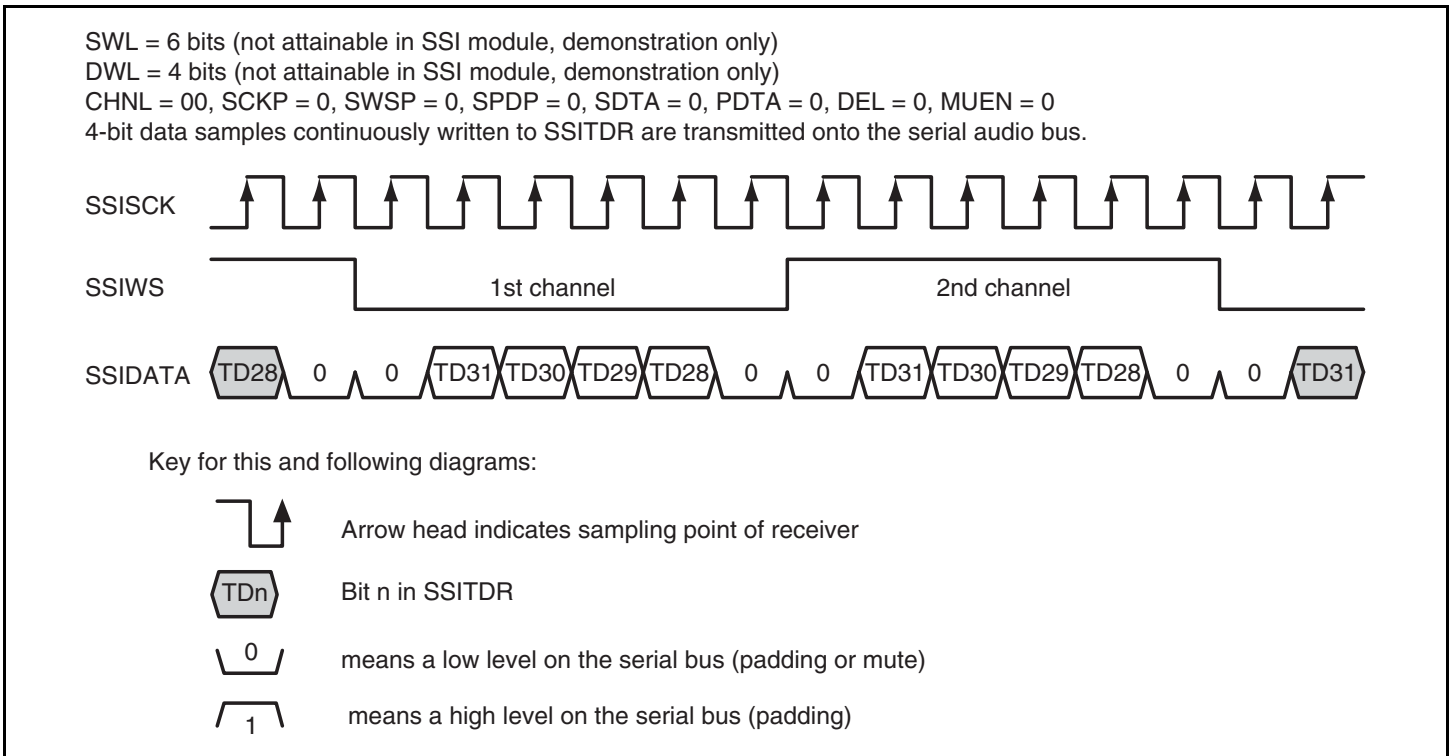 SWL = 6 bits (not attainable in SSI module, demonstration only)
DWL = 4 bits (not attainable in SSI module, demonstration only)
CHNL = 00, SCKP = 0, SWSP = 0, SPDP = 0, SDTA = 0, PDTA = 0, DEL = 0, MUEN = 0
4-bit data samples continuously written to SSITDR are transmitted onto the serial audio bus.
SSISCK
SSIWS 1st channel 2nd channel
SSIDATA TD28 0 0 TD31 TD30 TD29 TD28 0 0 TD31 TD30 TD29 TD28 0 0 TD31
Key for this and following diagrams:
Arrow head indicates sampling point of receiver
TDn Bit n in SSITDR
0 means a low level on the serial bus (padding or mute)
1 means a high level on the serial bus (padding)